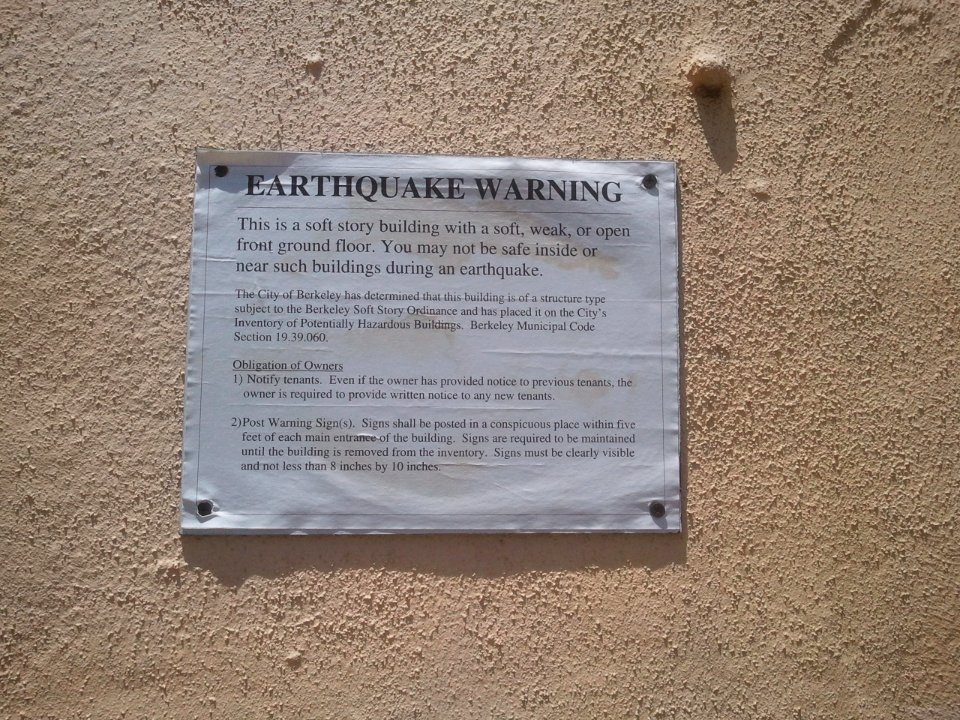 EARTHQUAKE WARNING
This is a soft story building with a soft, weak, or open
front ground floor. You may not be safe inside or
near such buildings during an earthquake.
The City of Berkeley has determined that this building is of a structure type
subject to the Berkeley Soft Story Ordinance and has placed it on the City's
Inventory of Potentially Hazardous Buildings. Berkeley Municipal Code
Section 19.39.060.
Obligation of Owners
1) Notify tenants. Even if the owner has provided notice to previous tenants, the
owner is required to provide written notice to any new tenants.
2)Post Warning Sign(s). Signs shall be posted in a conspicuous place within five
feet of each main entrance of the building. Signs are required to be maintained
until the building is removed from the inventory. Signs must be clearly visible
and not less than 8 inches by 10 inches.